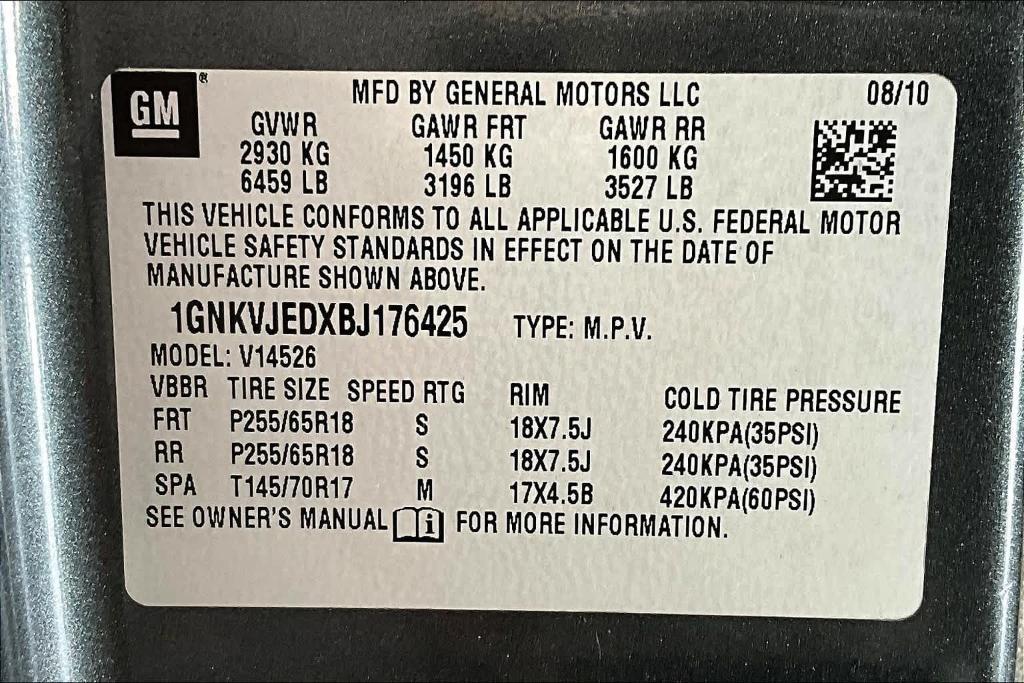 GM ®
MFD BY GENERAL MOTORS LLC 08/10
GVWR GAWR FRT GAWR RR
2930 KG 1450 KG 1600 KG
6459 LB 3196 LB 3527 LB
THIS VEHICLE CONFORMS TO ALL APPLICABLE U.S. FEDERAL MOTOR
VEHICLE SAFETY STANDARDS IN EFFECT ON THE DATE OF
MANUFACTURE SHOWN ABOVE.
1GNKVJEDXBJ176425 TYPE: M.P.V.
MODEL: V14526
VBBR TIRE SIZE SPEED RTG RIM COLD TIRE PRESSURE
FRT P255/65R18 S 18X7.5J 240KPA(35PSI)
RR P255/65R18 S 18X7.5J 240KPA(35PSI)
SPA T145/70R17 M 17X4.5B 420KPA(60PSI)
SEE OWNER'S MANUAL i FOR MORE INFORMATION.